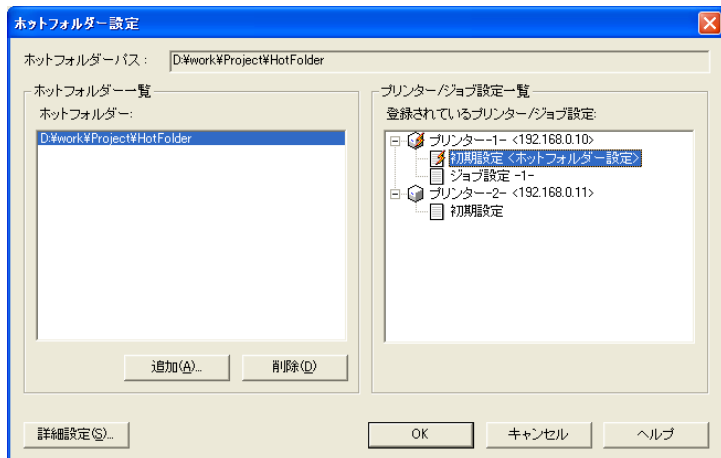 ホットフォルダー設定
ホットフォルダーパス： D:¥work¥Project¥HotFolder
ホットフォルダー一覧
ホットフォルダー:
D:¥work¥Project¥HotFolder
追加(A)... 削除(D)
プリンター/ジョブ設定一覧
登録されているプリンター/ジョブ設定:
プリンター-1- <192.168.0.10>
初期設定 <ホットフォルダー設定>
ジョブ設定 -1-
プリンター-2- <192.168.0.11>
初期設定
詳細設定(S)... OK キャンセル ヘルプ